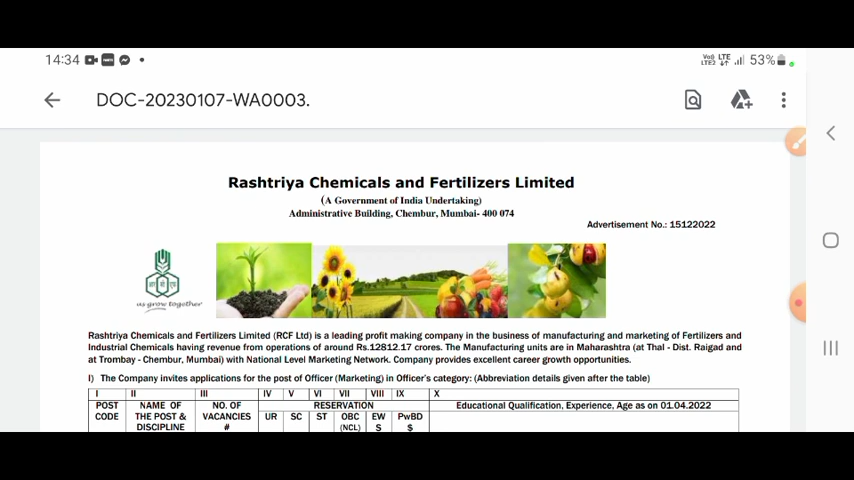 14:34
Vo9 LTE
LTE2
53%
DOC-20230107-WA0003.
Rashtriya Chemicals and Fertilizers Limited
(A Government of India Undertaking)
Administrative Building, Chembur, Mumbai- 400 074
Advertisement No.: 15122022
आर सी एफ
as grow together
Rashtriya Chemicals and Fertilizers Limited (RCF Ltd) is a leading profit making company in the business of manufacturing and marketing of Fertilizers and
Industrial Chemicals having revenue from operations of around Rs.12812.17 crores. The Manufacturing units are in Maharashtra (at Thal - Dist. Raigad and
at Trombay - Chembur, Mumbai) with National Level Marketing Network. Company provides excellent career growth opportunities.
I) The Company invites applications for the post of Officer (Marketing) in Officer's category: (Abbreviation details given after the table)
I II III IV V VI VII VIII IX X
POST NAME OF NO. OF RESERVATION Educational Qualification, Experience, Age as on 01.04.2022
CODE THE POST & VACANCIES UR SC ST OBC EW PwBD
DISCIPLINE # (NCL) S $